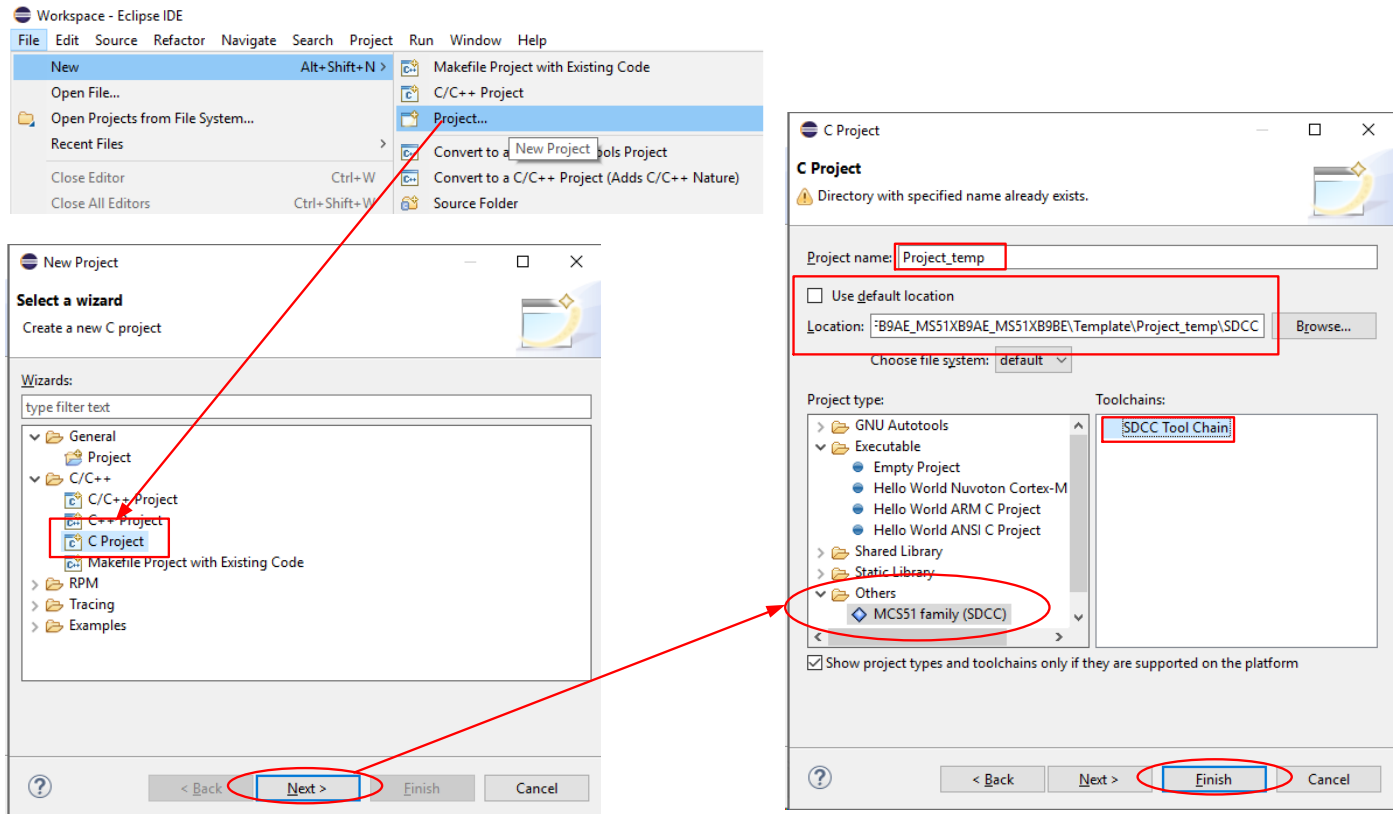 Workspace - Eclipse IDE
File Edit Source Refactor Navigate Search Project Run Window Help
New Alt+Shift+N >
Open File...
Open Projects from File System...
Recent Files >
Close Editor Ctrl+W
Close All Editors Ctrl+Shift+W
Makefile Project with Existing Code
C/C++ Project
Project...
New Project
Convert to a ools Project
Convert to a C/C++ Project (Adds C/C++ Nature)
Source Folder
New Project
Select a wizard
Create a new C project
Wizards:
type filter text
General
Project
C/C++
C/C++ Project
C++ Project
C Project
Makefile Project with Existing Code
RPM
Tracing
Examples
? < Back Next > Finish Cancel
C Project
C Project
Directory with specified name already exists.
Project name: Project_temp
Use default location
Location: FB9AE_MS51XB9AE_MS51XB9BE\Template\Project_temp\SDCC Browse...
Choose file system: default
Project type: Toolchains:
GNU Autotools SDCC Tool Chain
Executable
Empty Project
Hello World Nuvoton Cortex-M
Hello World ARM C Project
Hello World ANSI C Project
Shared Library
Static Library
Others
MCS51 family (SDCC)
Show project types and toolchains only if they are supported on the platform
? < Back Next > Finish Cancel